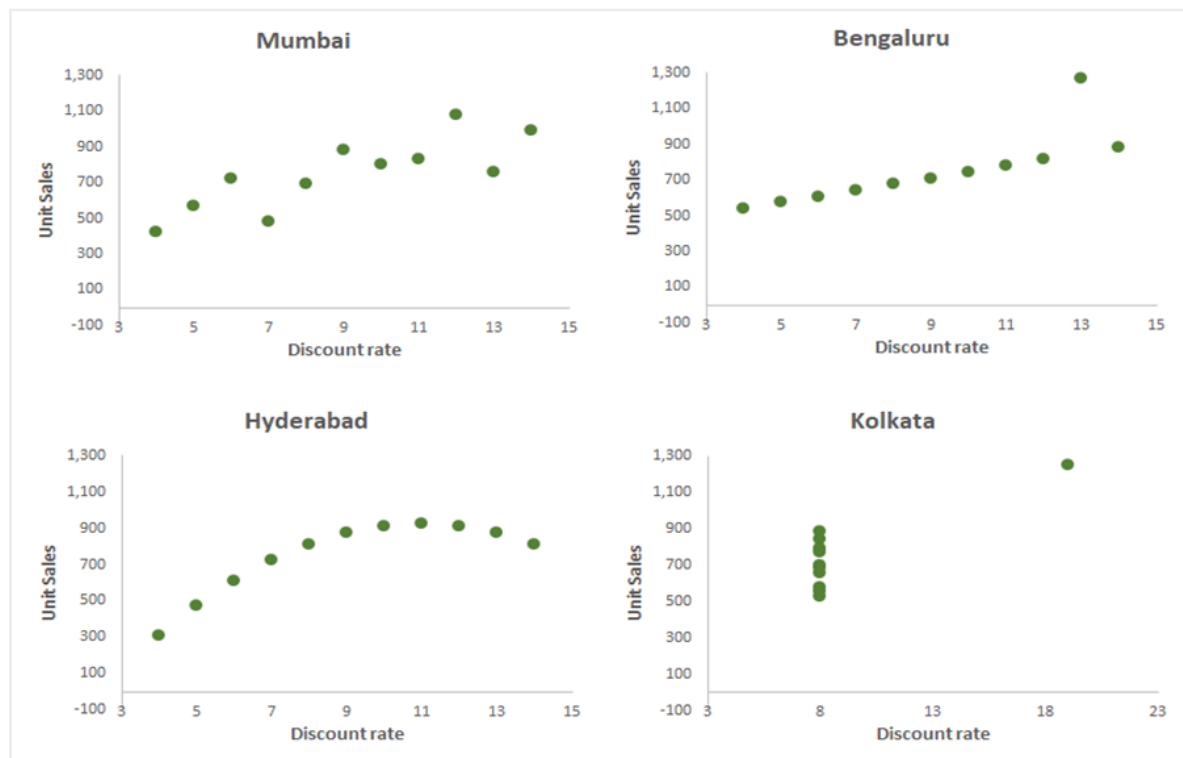 Mumbai
1,300
1,100
900
700
500
300
100
-100
Unit Sales
3 5 7 9 11 13 15
Discount rate
Bengaluru
1,300
1,100
900
700
500
300
100
-100
Unit Sales
3 5 7 9 11 13 15
Discount rate
Hyderabad
1,300
1,100
900
700
500
300
100
-100
Unit Sales
3 5 7 9 11 13 15
Discount rate
Kolkata
1,300
1,100
900
700
500
300
100
-100
Unit Sales
3 8 13 18 23
Discount rate